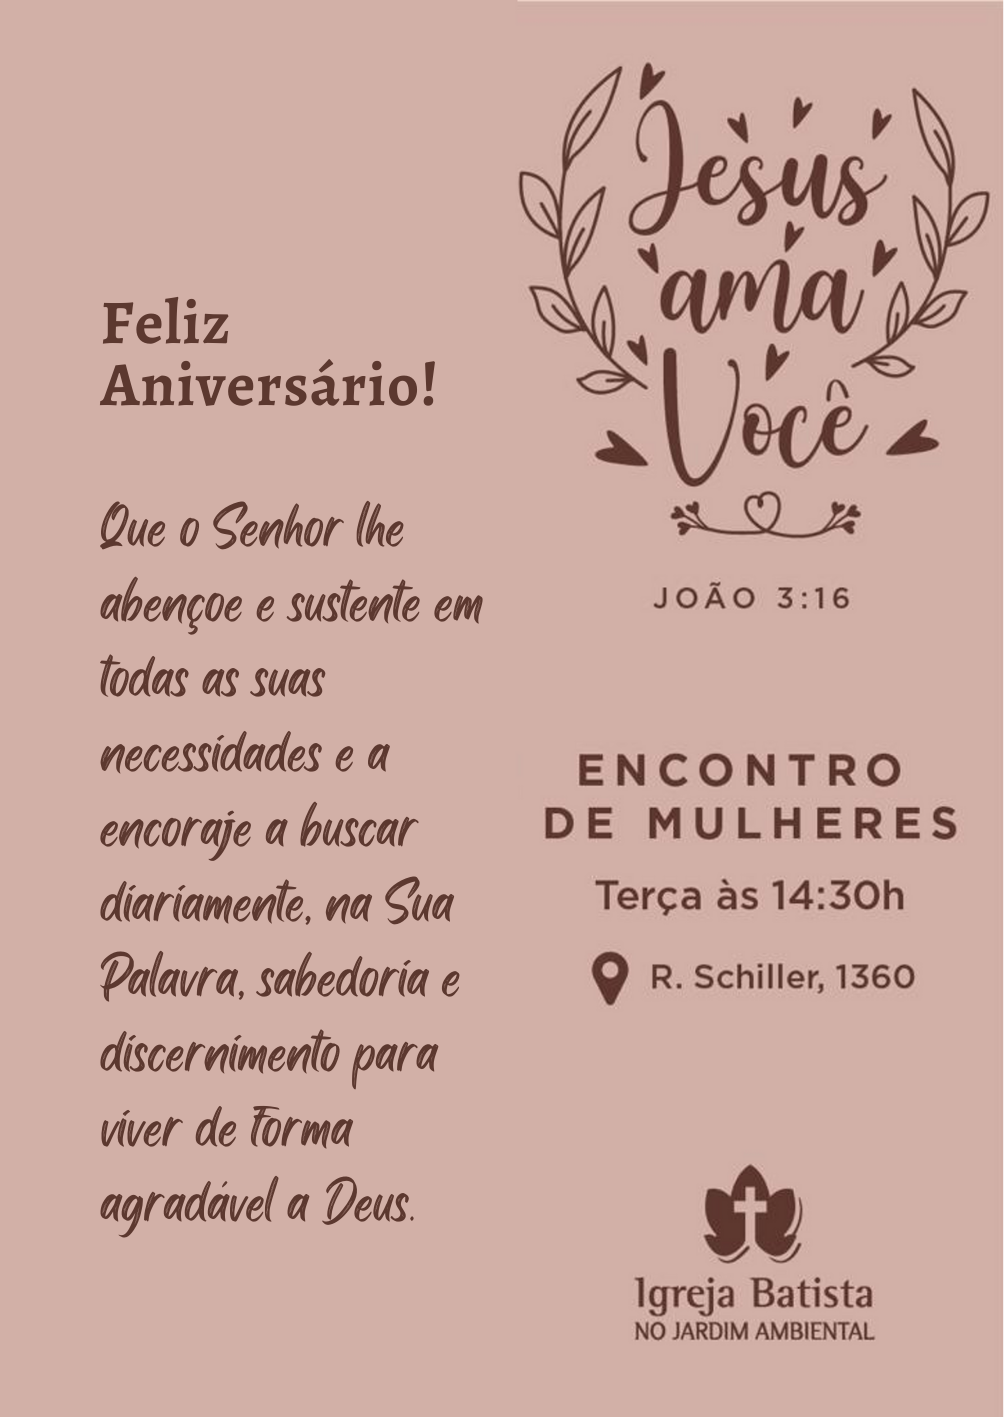 Feliz
Aniversário!
Que o Senhor lhe
abençoe e sustente em
todas as suas
necessidades e a
encoraje a buscar
diariamente, na Sua
Palavra, sabedoria e
discernimento para
viver de forma
agradável a Deus.
Jesus
ama
Você
JOÃO 3:16
ENCONTRO
DE MULHERES
Terça às 14:30h
R. Schiller, 1360
Igreja Batista
NO JARDIM AMBIENTAL